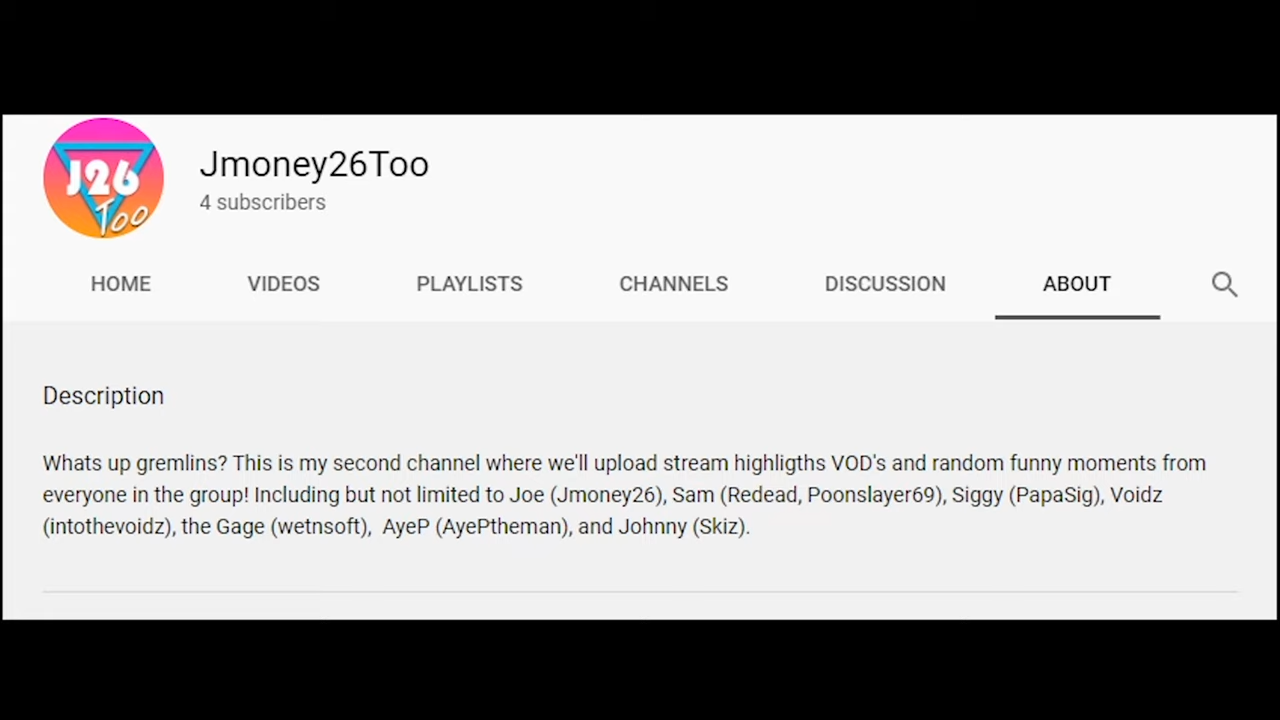 J26
Too
Jmoney26Too
4 subscribers
HOME VIDEOS PLAYLISTS CHANNELS DISCUSSION ABOUT
Description
Whats up gremlins? This is my second channel where we'll upload stream highligths VOD's and random funny moments from
everyone in the group! Including but not limited to Joe (Jmoney26), Sam (Redead, Poonslayer69), Siggy (PapaSig), Voidz
(intothevoidz), the Gage (wetnsoft),  AyeP (AyePtheman), and Johnny (Skiz).